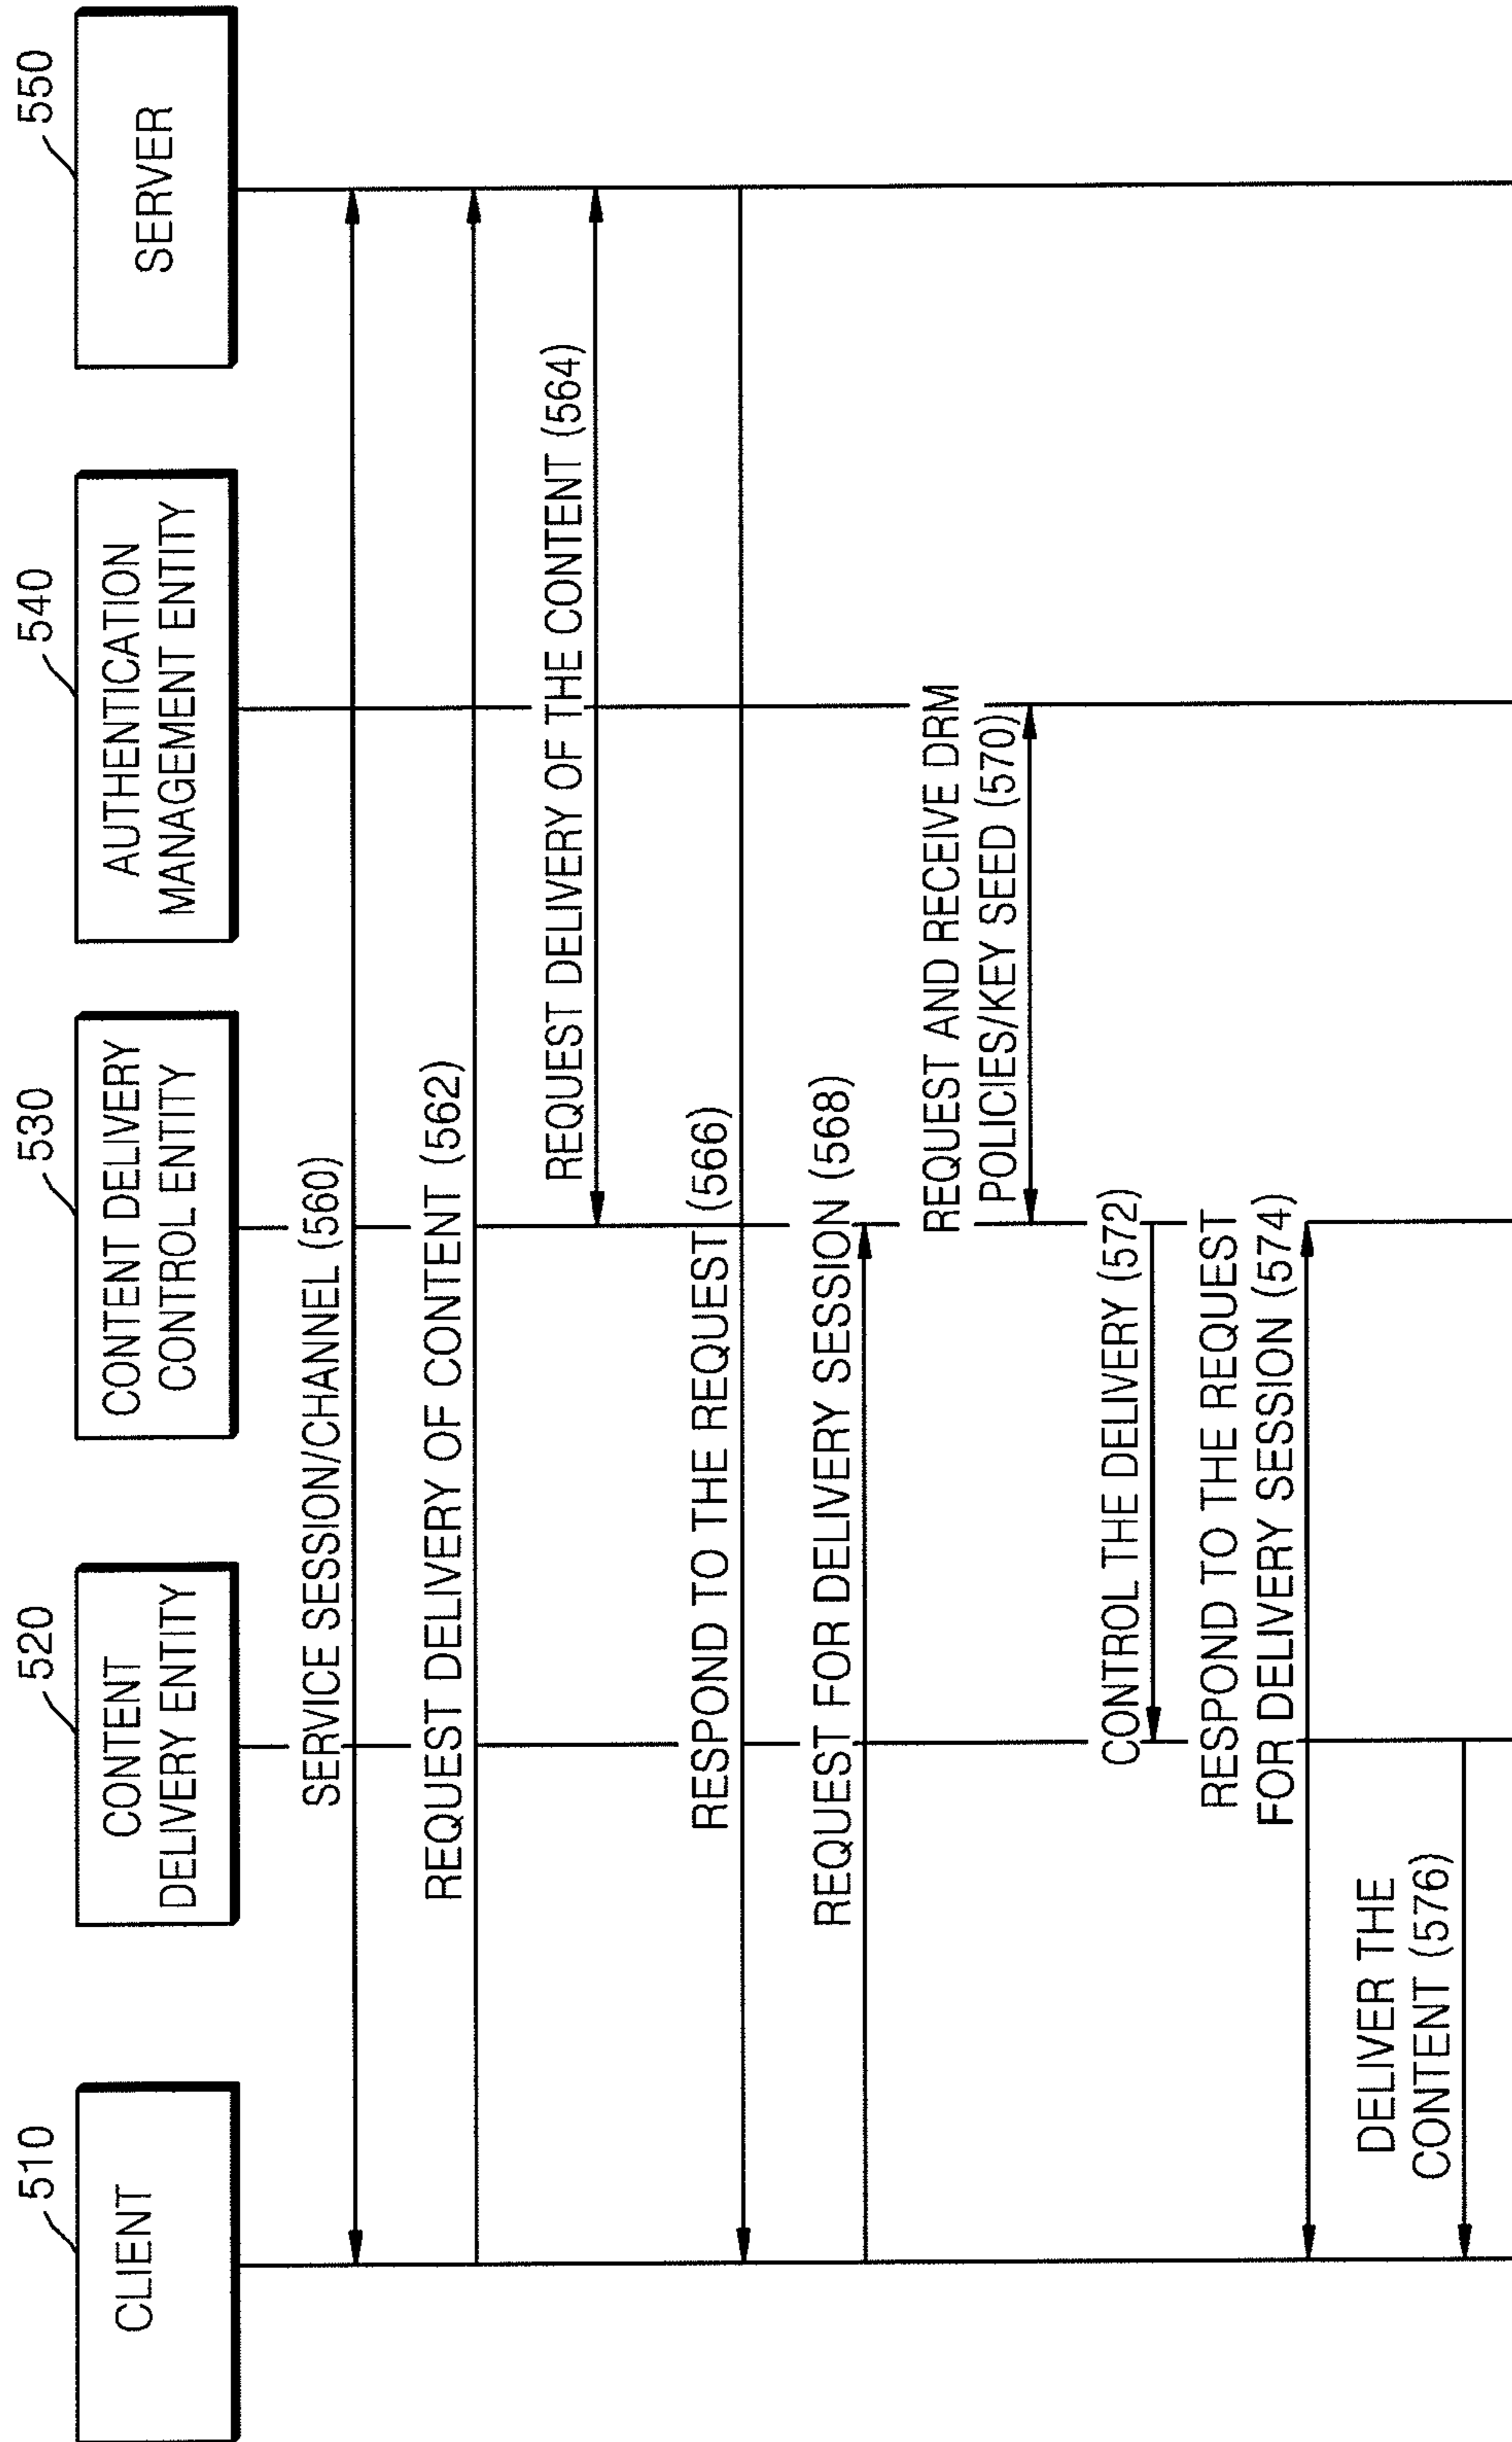 510
CLIENT
520
CONTENT
DELIVERY ENTITY
530
CONTENT DELIVERY
CONTROL ENTITY
540
AUTHENTICATION
MANAGEMENT ENTITY
550
SERVER
SERVICE SESSION/CHANNEL (560)
REQUEST DELIVERY OF CONTENT (562)
REQUEST DELIVERY OF THE CONTENT (564)
RESPOND TO THE REQUEST (566)
REQUEST FOR DELIVERY SESSION (568)
REQUEST AND RECEIVE DRM
POLICIES/KEY SEED (570)
CONTROL THE DELIVERY (572)
RESPOND TO THE REQUEST
FOR DELIVERY SESSION (574)
DELIVER THE
CONTENT (576)